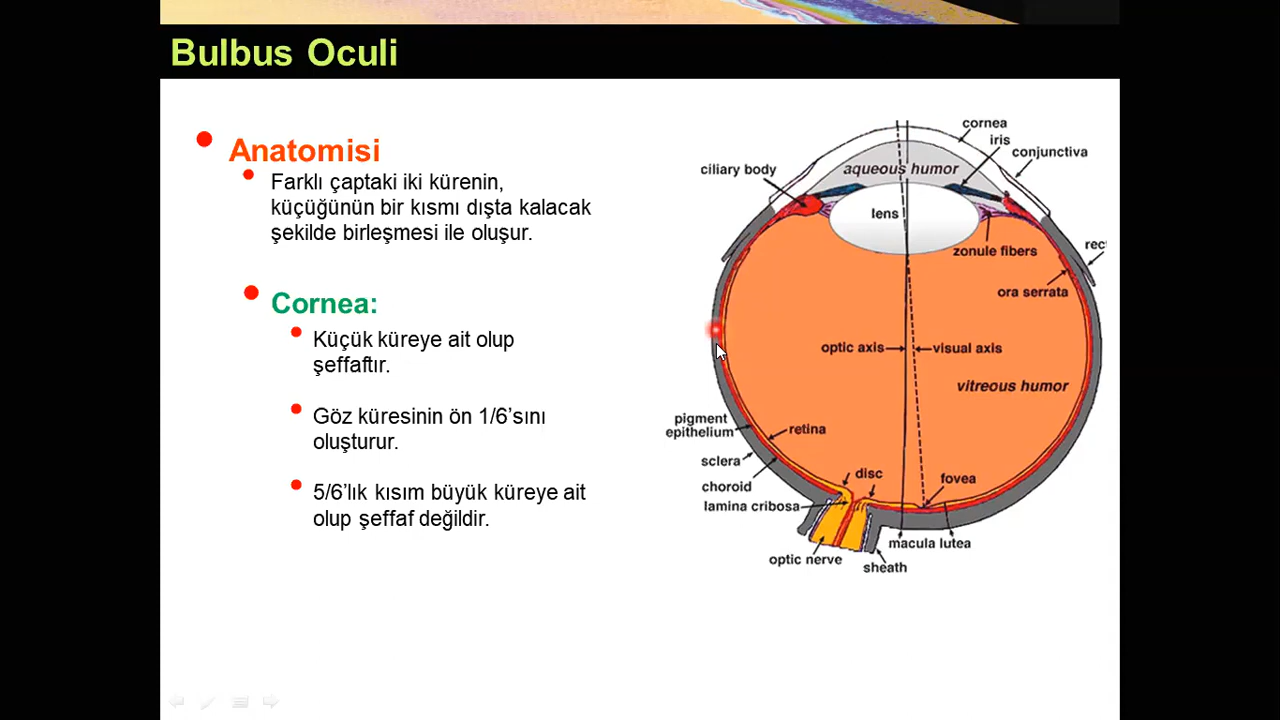 Bulbus Oculi
Anatomisi
Farklı çaptaki iki kürenin,
küçüğünün bir kısmı dışta kalacak
şekilde birleşmesi ile oluşur.
Cornea:
Küçük küreye ait olup
şeffaftır.
Göz küresinin ön 1/6’sını
oluşturur.
5/6’lık kısım büyük küreye ait
olup şeffaf değildir.
cornea
iris
conjunctiva
ciliary body
aqueous humor
lens
zonule fibers
ora serrata
optic axis
visual axis
vitreous humor
pigment
epithelium
retina
sclera
choroid
disc
fovea
lamina cribosa
macula lutea
optic nerve
sheath